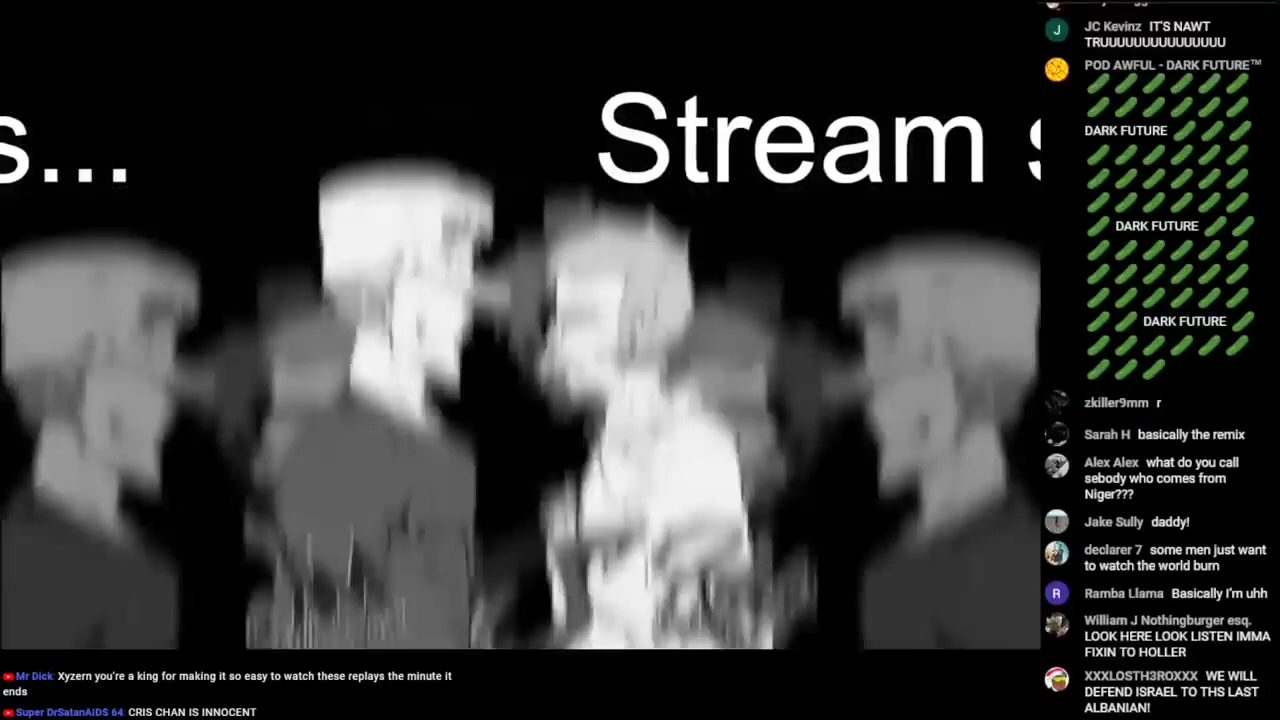 s...
Stream s
JC Kevinz IT'S NAWT
TRUUUUUUUUUUUUUU
POD AWFUL - DARK FUTURE™
DARK FUTURE
DARK FUTURE
DARK FUTURE
zkiller9mm r
Sarah H basically the remix
Alex Alex what do you call
sebody who comes from
Niger???
Jake Sully daddy!
declarer 7 some men just want
to watch the world burn
Ramba Llama Basically I'm uhh
William J Nothingburger esq.
LOOK HERE LOOK LISTEN IMMA
FIXIN TO HOLLER
XXXLOSTH3ROXXX WE WILL
DEFEND ISRAEL TO THS LAST
ALBANIAN!
Mr Dick: Xyzern you're a king for making it so easy to watch these replays the minute it
ends
Super DrSatanAiDS 64: CRIS CHAN IS INNOCENT